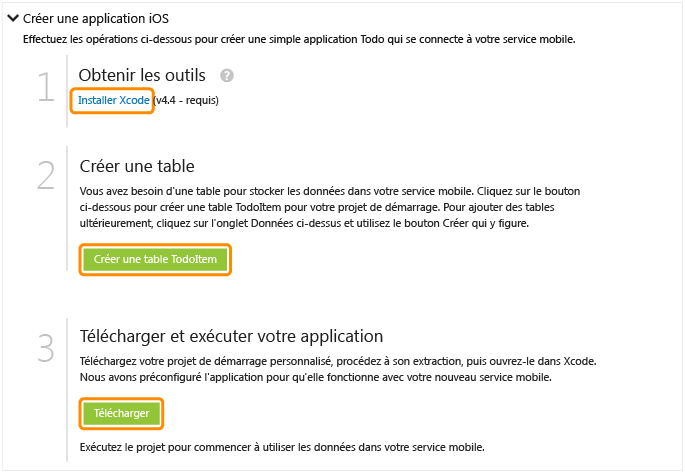 Créer une application iOS
Effectuez les opérations ci-dessous pour créer une simple application Todo qui se connecte à votre service mobile.
1
Obtenir les outils ?
Installer Xcode (v4.4 - requis)
2
Créer une table
Vous avez besoin d'une table pour stocker les données dans votre service mobile. Cliquez sur le bouton
ci-dessous pour créer une table TodoItem pour votre projet de démarrage. Pour ajouter des tables
ultérieurement, cliquez sur l'onglet Données ci-dessus et utilisez le bouton Créer qui y figure.
Créer une table TodoItem
3
Télécharger et exécuter votre application
Téléchargez votre projet de démarrage personnalisé, procédez à son extraction, puis ouvrez-le dans Xcode.
Nous avons préconfiguré l'application pour qu'elle fonctionne avec votre nouveau service mobile.
Télécharger
Exécutez le projet pour commencer à utiliser les données dans votre service mobile.